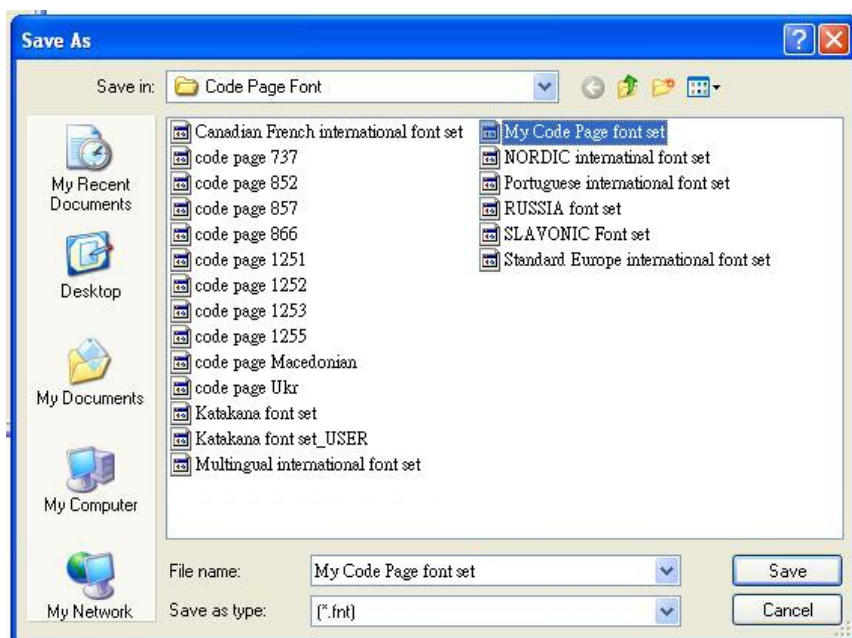 Save As
Save in:
Code Page Font
My Recent
Documents
Desktop
My Documents
My Computer
My Network
Canadian French international font set
code page 737
code page 852
code page 857
code page 866
code page 1251
code page 1252
code page 1253
code page 1255
code page Macedonian
code page Ukr
Katakana font set
Katakana font set_USER
Multingual international font set
My Code Page font set
NORDIC internatinal font set
Portuguese international font set
RUSSIA font set
SLAVONIC Font set
Standard Europe international font set
File name:
My Code Page font set
Save
Save as type:
(*.fnt)
Cancel